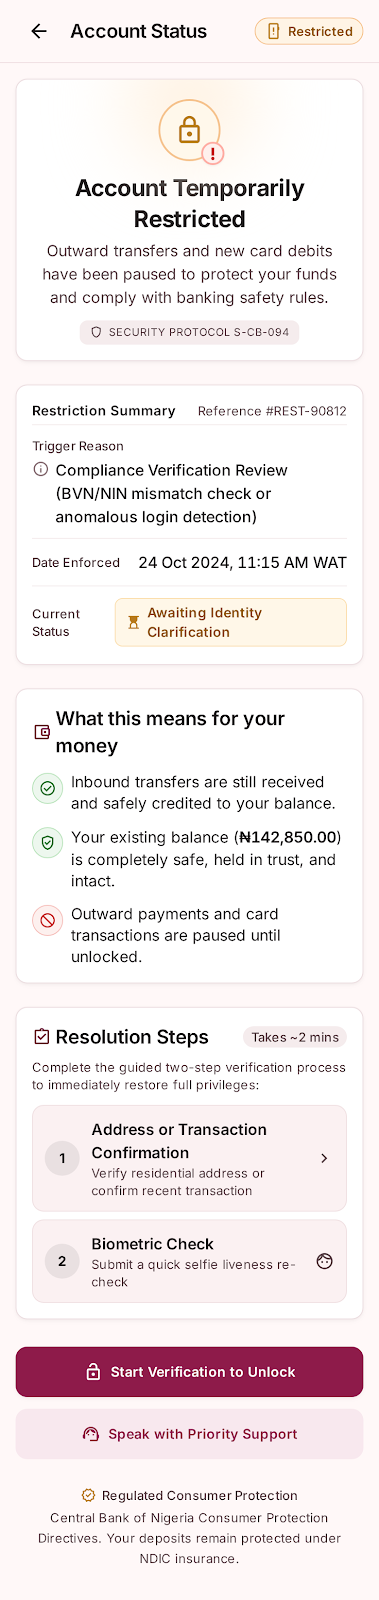 Account Status
Restricted
Account Temporarily
Restricted
Outward transfers and new card debits
have been paused to protect your funds
and comply with banking safety rules.
SECURITY PROTOCOL S-CB-094
Restriction Summary
Reference #REST-90812
Trigger Reason
Compliance Verification Review
(BVN/NIN mismatch check or
anomalous login detection)
Date Enforced
24 Oct 2024, 11:15 AM WAT
Current
Status
Awaiting Identity
Clarification
What this means for your
money
Inbound transfers are still received
and safely credited to your balance.
Your existing balance (₦142,850.00)
is completely safe, held in trust, and
intact.
Outward payments and card
transactions are paused until
unlocked.
Resolution Steps
Takes ~2 mins
Complete the guided two-step verification process
to immediately restore full privileges:
1
Address or Transaction
Confirmation
Verify residential address or
confirm recent transaction
2
Biometric Check
Submit a quick selfie liveness re-
check
Start Verification to Unlock
Speak with Priority Support
Regulated Consumer Protection
Central Bank of Nigeria Consumer Protection
Directives. Your deposits remain protected under
NDIC insurance.